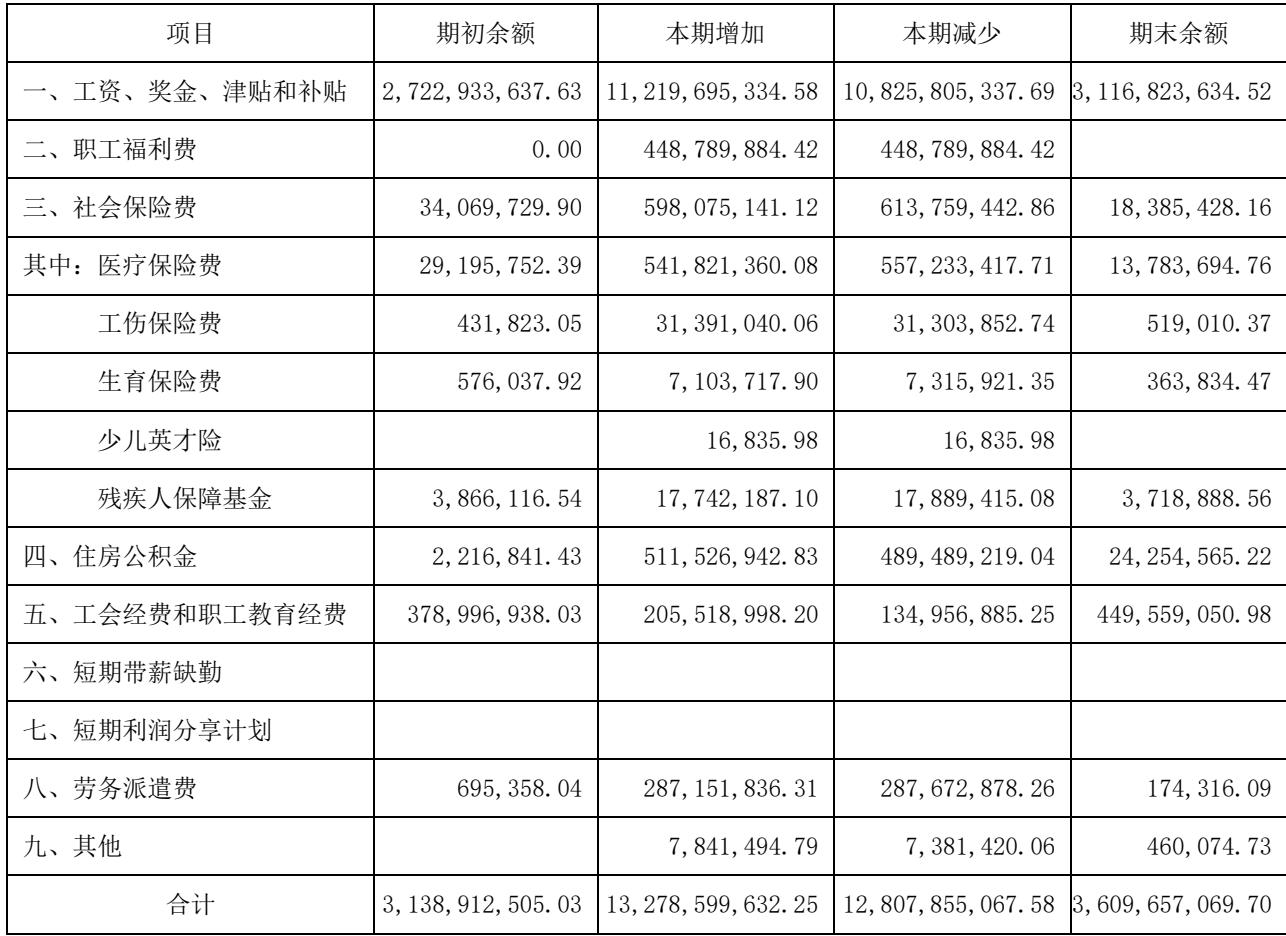 项目 期初余额 本期增加 本期减少 期末余额
一、工资、奖金、津贴和补贴 2,722,933,637.63 11,219,695,334.58 10,825,805,337.69 3,116,823,634.52
二、职工福利费 0.00 448,789,884.42 448,789,884.42
三、社会保险费 34,069,729.90 598,075,141.12 613,759,442.86 18,385,428.16
其中：医疗保险费 29,195,752.39 541,821,360.08 557,233,417.71 13,783,694.76
工伤保险费 431,823.05 31,391,040.06 31,303,852.74 519,010.37
生育保险费 576,037.92 7,103,717.90 7,315,921.35 363,834.47
少儿英才险 16,835.98 16,835.98
残疾人保障基金 3,866,116.54 17,742,187.10 17,889,415.08 3,718,888.56
四、住房公积金 2,216,841.43 511,526,942.83 489,489,219.04 24,254,565.22
五、工会经费和职工教育经费 378,996,938.03 205,518,998.20 134,956,885.25 449,559,050.98
六、短期带薪缺勤
七、短期利润分享计划
八、劳务派遣费 695,358.04 287,151,836.31 287,672,878.26 174,316.09
九、其他 7,841,494.79 7,381,420.06 460,074.73
合计 3,138,912,505.03 13,278,599,632.25 12,807,855,067.58 3,609,657,069.70